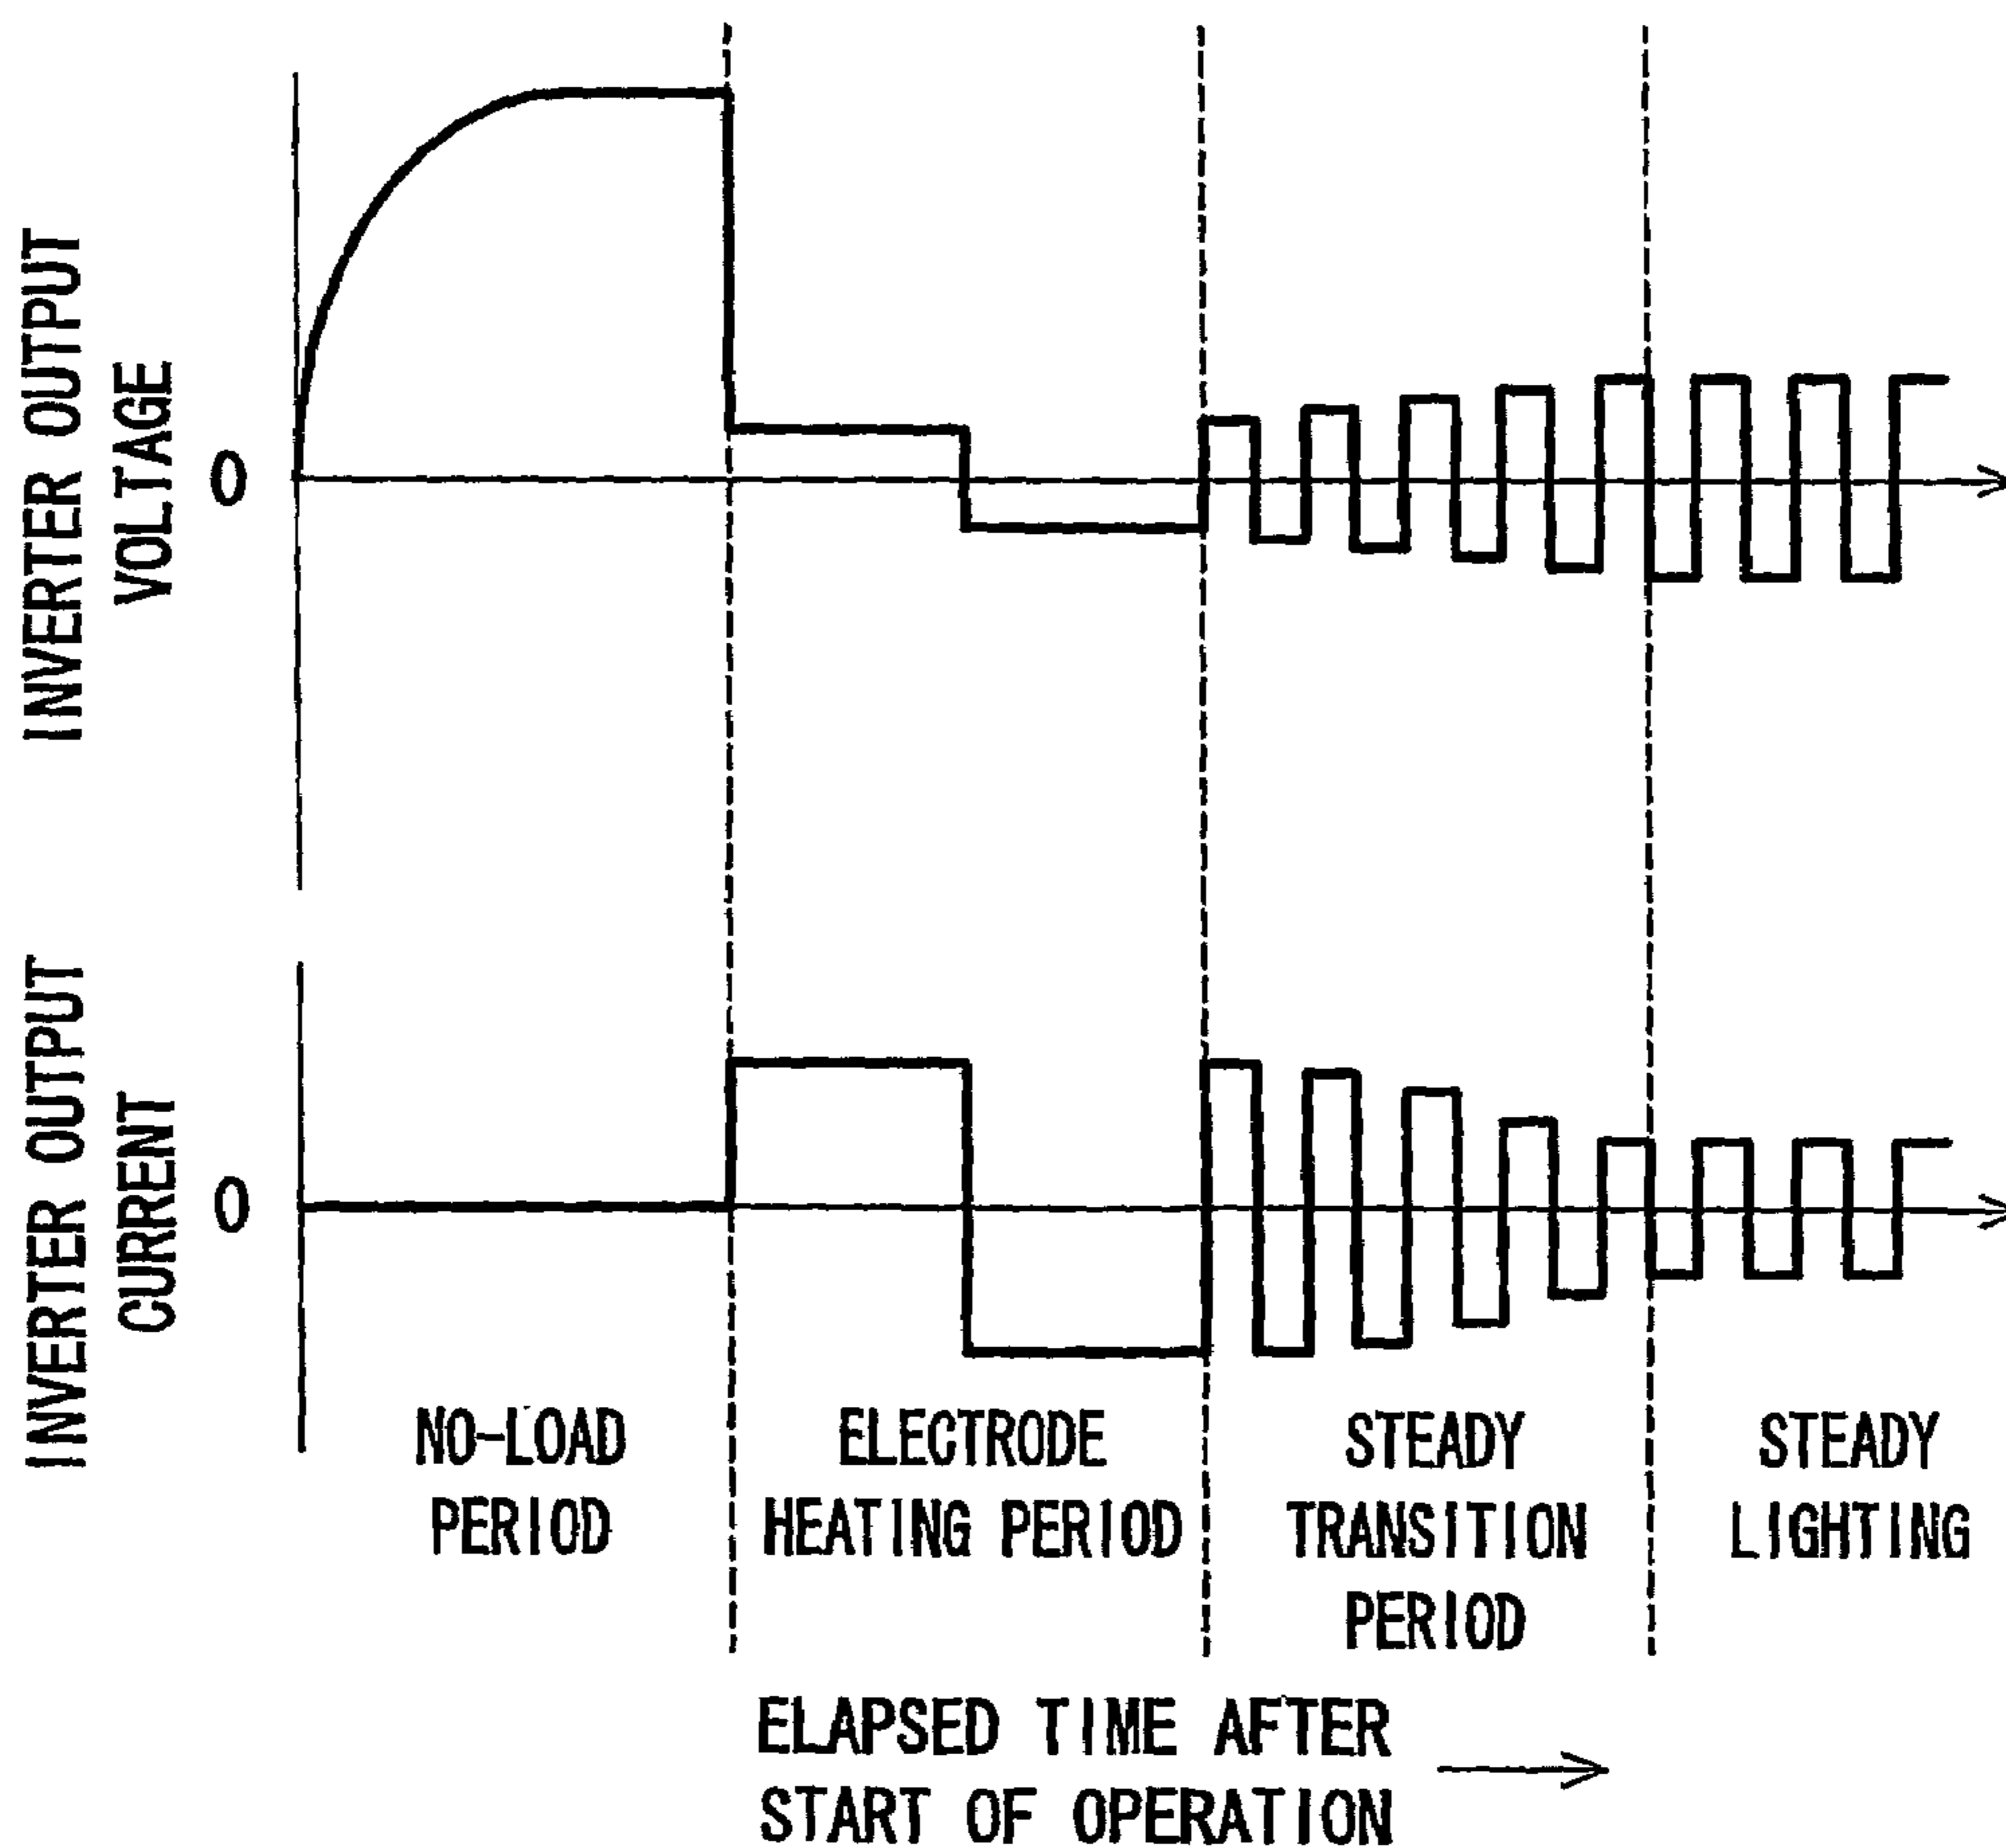 INVERTER OUTPUT
VOLTAGE
0
INVERTER OUTPUT
CURRENT
0
NO-LOAD
PERIOD
ELECTRODE
HEATING PERIOD
STEADY
TRANSITION
PERIOD
STEADY
LIGHTING
ELAPSED TIME AFTER
START OF OPERATION